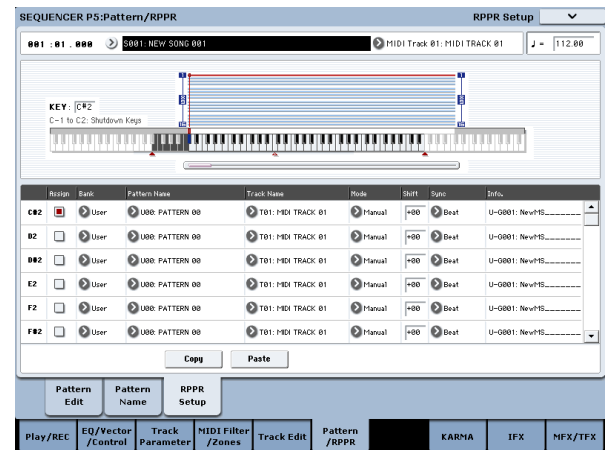 SEQUENCER P5:Pattern/RPPR RPPR Setup
001 :01 . 000 S001: NEW SONG 001 MIDI Track 01: MIDI TRACK 01 ♩ = 112.00
KEY: C#2
C-1 to C2: Shutdown Keys
Assign Bank Pattern Name Track Name Mode Shift Sync Info.
C#2 User U00: PATTERN 00 T01: MIDI TRACK 01 Manual +00 Beat U-G001: NewMS_______
D2 User U00: PATTERN 00 T01: MIDI TRACK 01 Manual +00 Beat U-G001: NewMS_______
D#2 User U00: PATTERN 00 T01: MIDI TRACK 01 Manual +00 Beat U-G001: NewMS_______
E2 User U00: PATTERN 00 T01: MIDI TRACK 01 Manual +00 Beat U-G001: NewMS_______
F2 User U00: PATTERN 00 T01: MIDI TRACK 01 Manual +00 Beat U-G001: NewMS_______
F#2 User U00: PATTERN 00 T01: MIDI TRACK 01 Manual +00 Beat U-G001: NewMS_______
Copy Paste
Pattern Edit Pattern Name RPPR Setup
Play/REC EQ/Vector /Control Track Parameter MIDI Filter /Zones Track Edit Pattern /RPPR KARMA IFX MFX/TFX